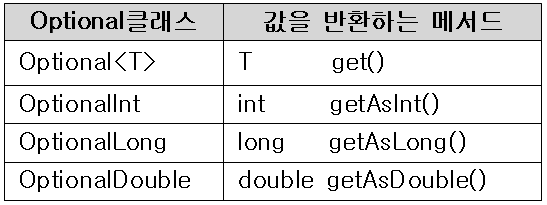 Optional클래스 값을 반환하는 메서드
Optional<T> T get()
OptionalInt int getAsInt()
OptionalLong long getAsLong()
OptionalDouble double getAsDouble()